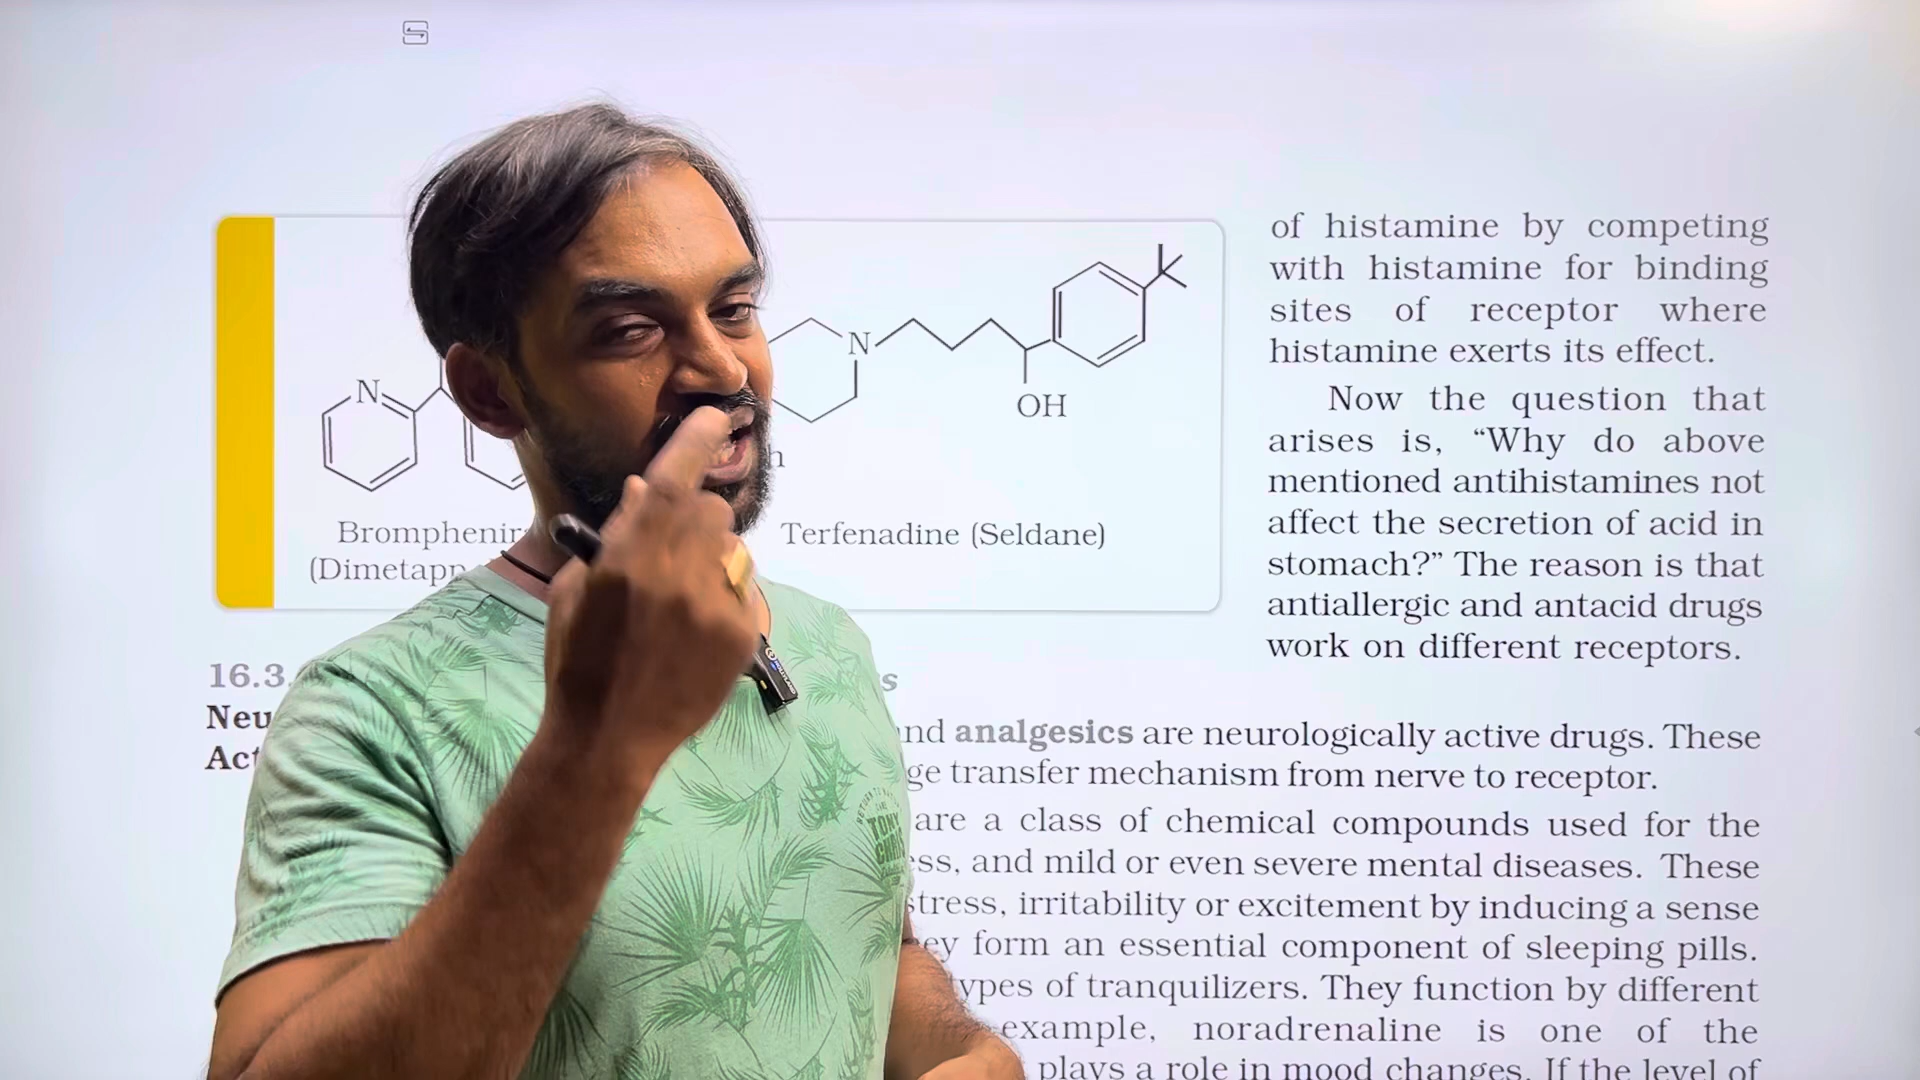 N
N
OH
h
Brompheni
(Dimetapp
Terfenadine (Seldane)
of histamine by competing
with histamine for binding
sites of receptor where
histamine exerts its effect.
Now the question that
arises is, “Why do above
mentioned antihistamines not
affect the secretion of acid in
stomach?” The reason is that
antiallergic and antacid drugs
work on different receptors.
16.3.
s
Neu
Act
nd analgesics are neurologically active drugs. These
ge transfer mechanism from nerve to receptor.
are a class of chemical compounds used for the
ess, and mild or even severe mental diseases. These
stress, irritability or excitement by inducing a sense
ey form an essential component of sleeping pills.
ypes of tranquilizers. They function by different
example, noradrenaline is one of the
plays a role in mood changes. If the level of
TONY